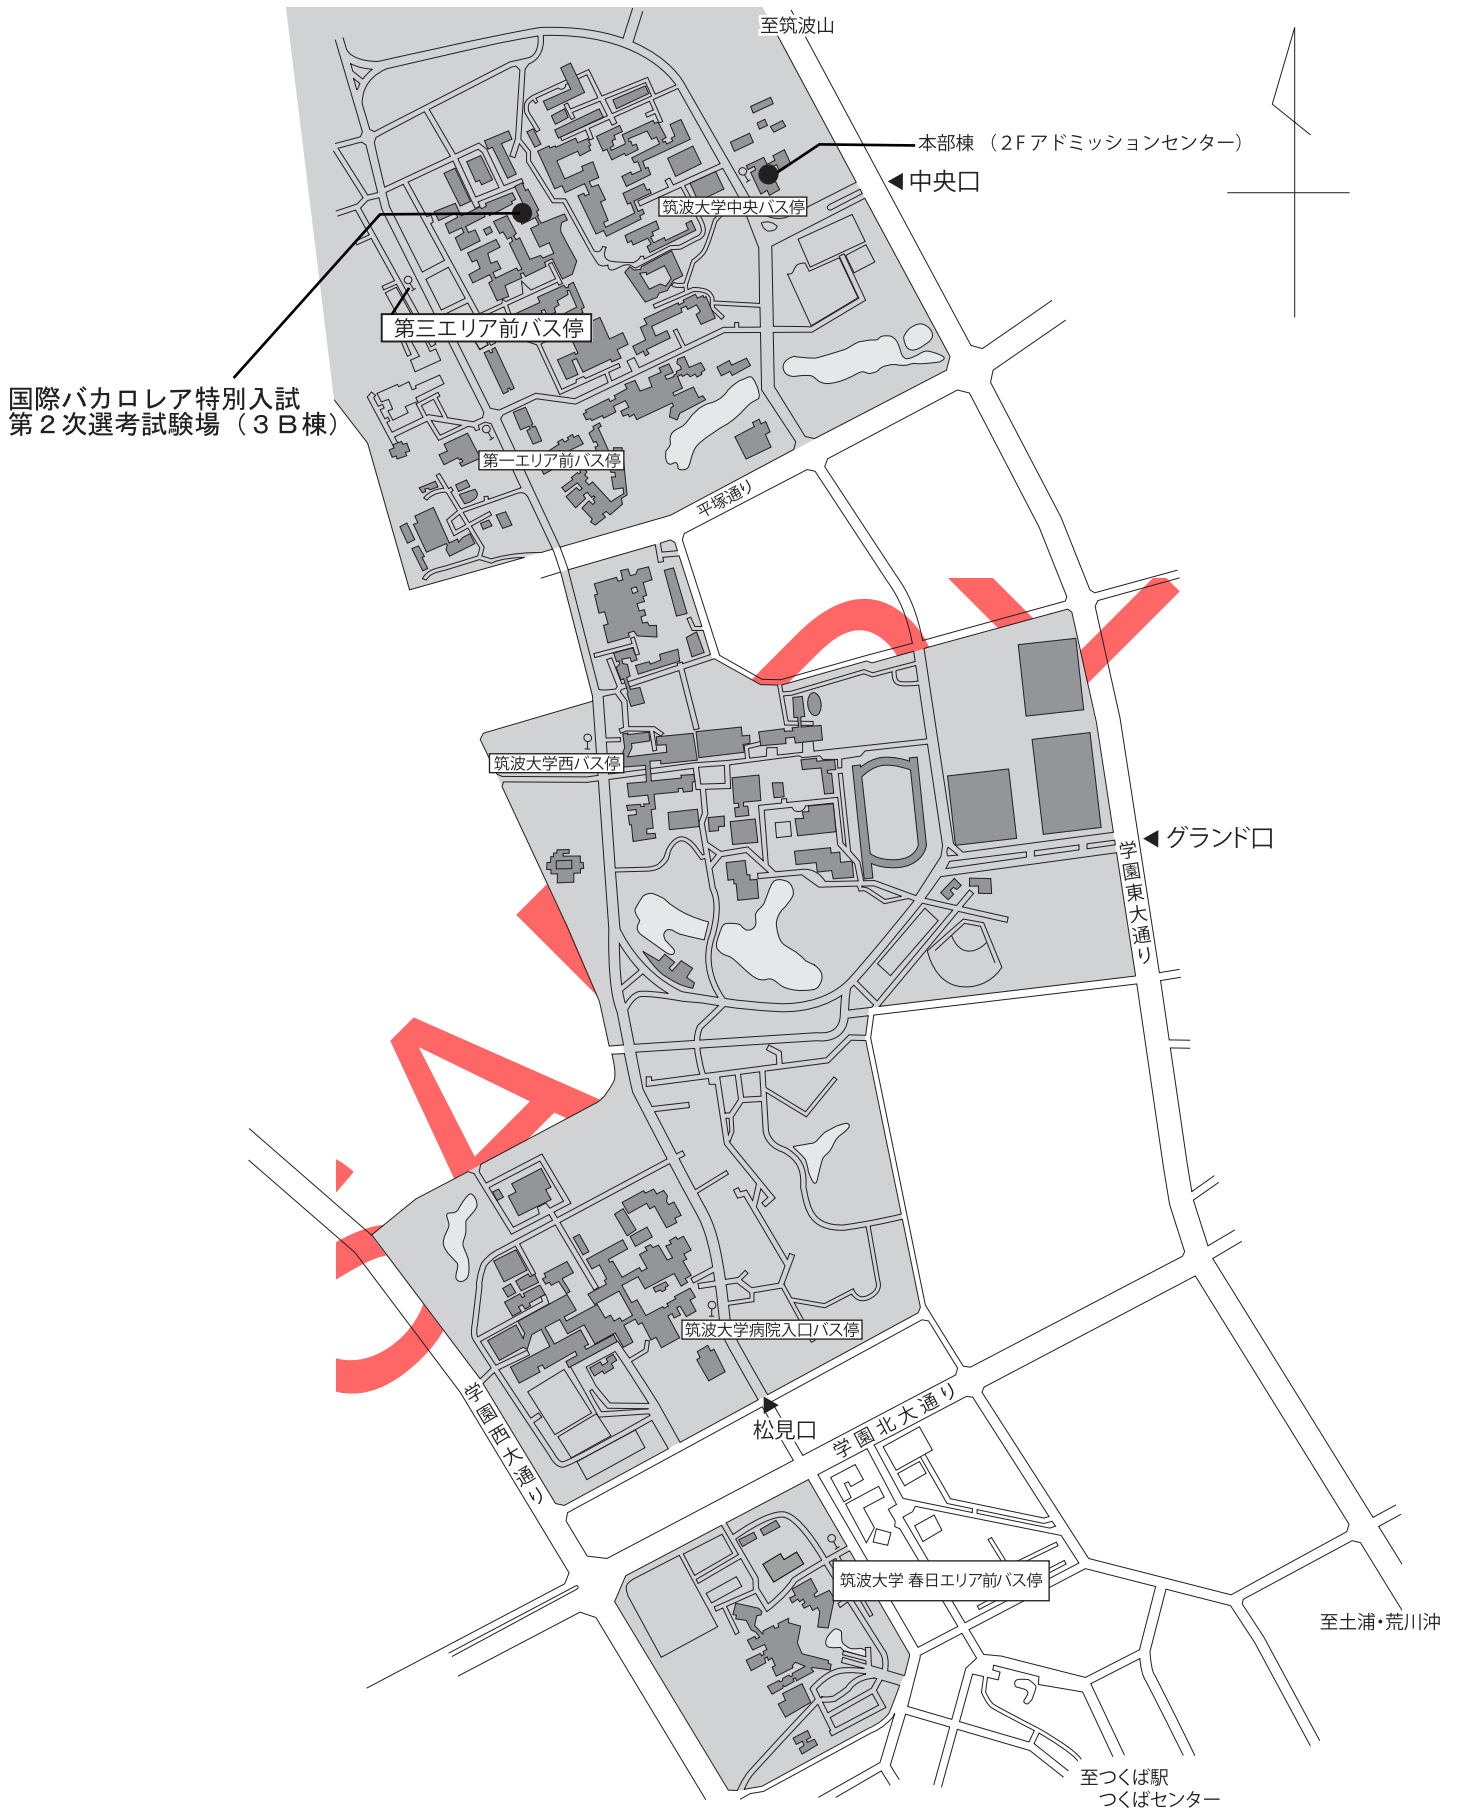 至筑波山
本部棟 （２Ｆアドミッションセンター）
◀中央口
筑波大学中央バス停
第三エリア前バス停
国際バカロレア特別入試
第２次選考試験場（３Ｂ棟）
第一エリア前バス停
平塚通り
筑波大学西バス停
◀グランド口
学園東大通り
筑波大学病院入口バス停
学園西大通り
松見口
学園北大通り
筑波大学 春日エリア前バス停
至土浦・荒川沖
至つくば駅
つくばセンター